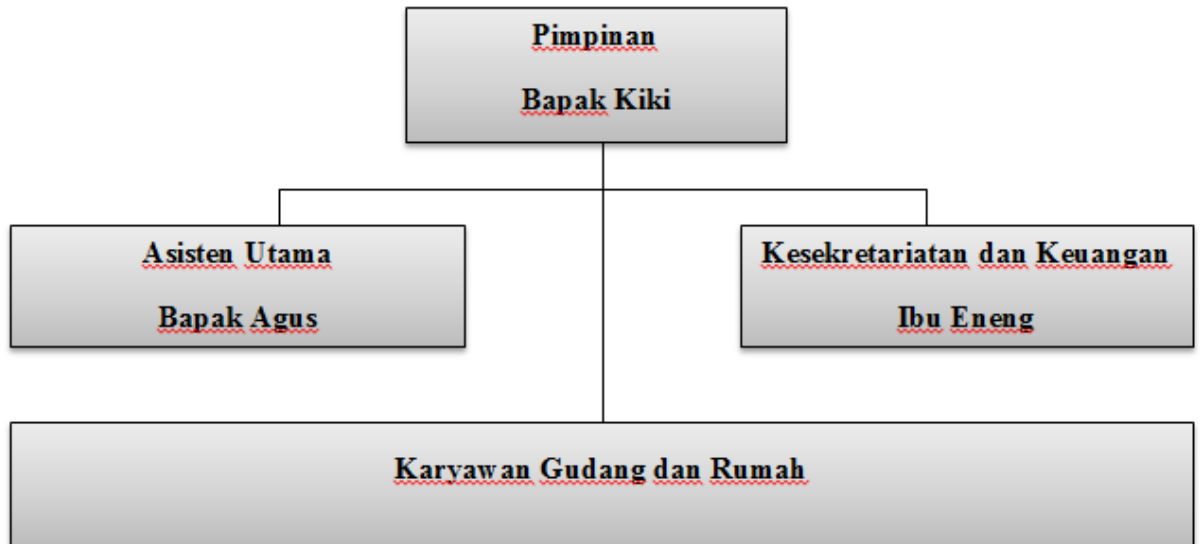 Pimpinan
Bapak Kiki
Asisten Utama
Bapak Agus
Kesekretariatan dan Keuangan
Ibu Eneng
Karyawan Gudang dan Rumah